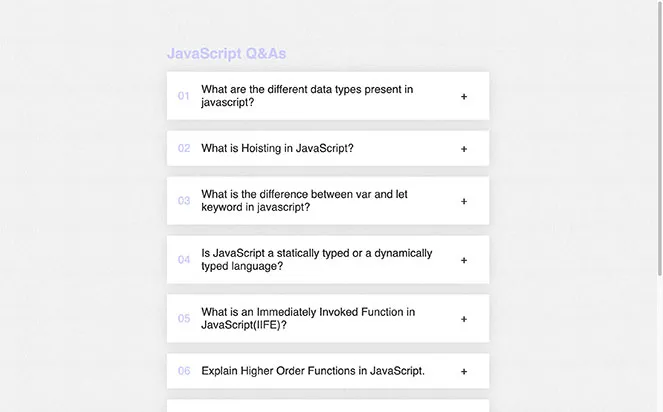 JavaScript Q&As
01 What are the different data types present in
javascript? +
02 What is Hoisting in JavaScript? +
03 What is the difference between var and let
keyword in javascript? +
04 Is JavaScript a statically typed or a dynamically
typed language? +
05 What is an Immediately Invoked Function in
JavaScript(IIFE)? +
06 Explain Higher Order Functions in JavaScript. +